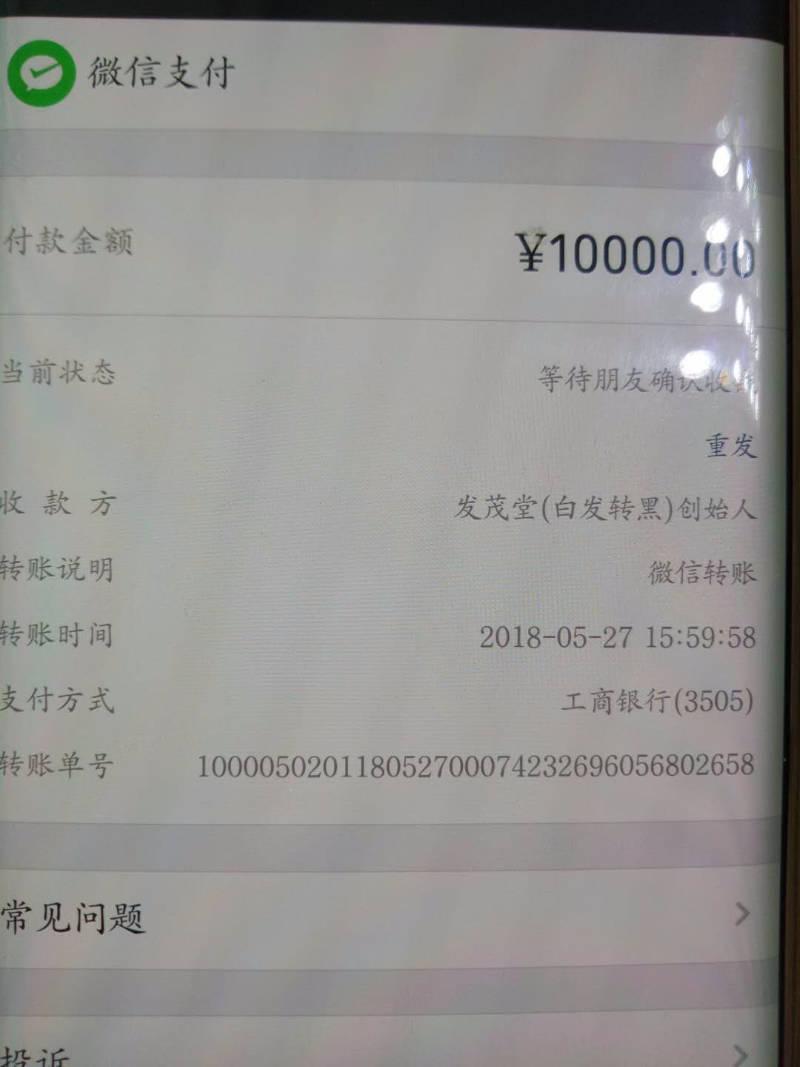 微信支付
付款金额 ¥10000.00
当前状态 等待朋友确认收
重发
收款方 发茂堂(白发转黑)创始人
转账说明 微信转账
转账时间 2018-05-27 15:59:58
支付方式 工商银行(3505)
转账单号 100005020118052700074232696056802658
常见问题
投诉